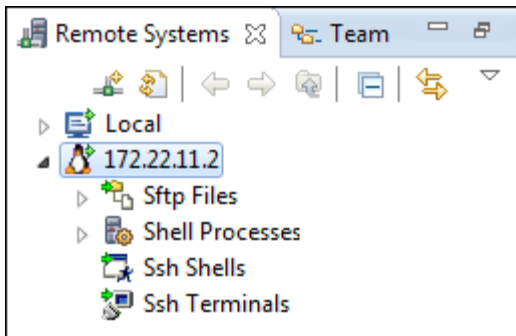 Remote Systems Team
Local
172.22.11.2
Sftp Files
Shell Processes
Ssh Shells
Ssh Terminals